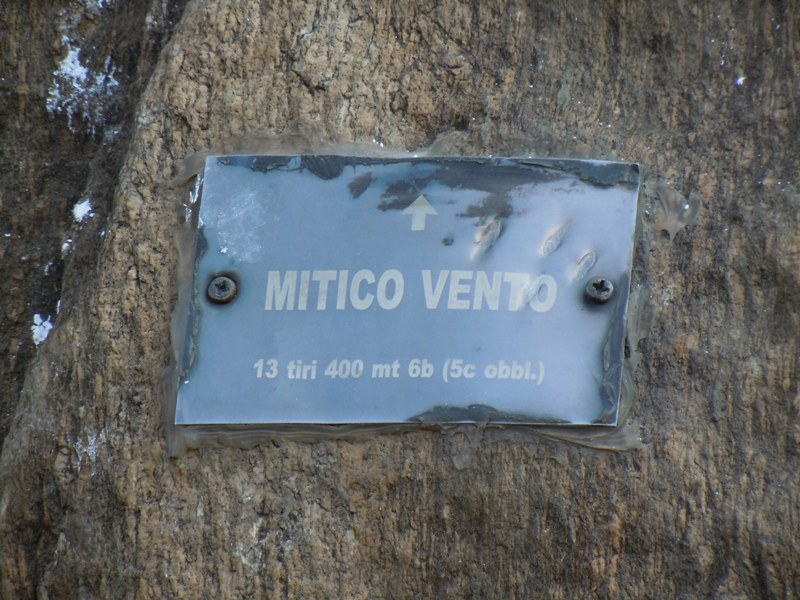 MITICO VENTO
13 tiri 400 mt 6b (5c obbl.)